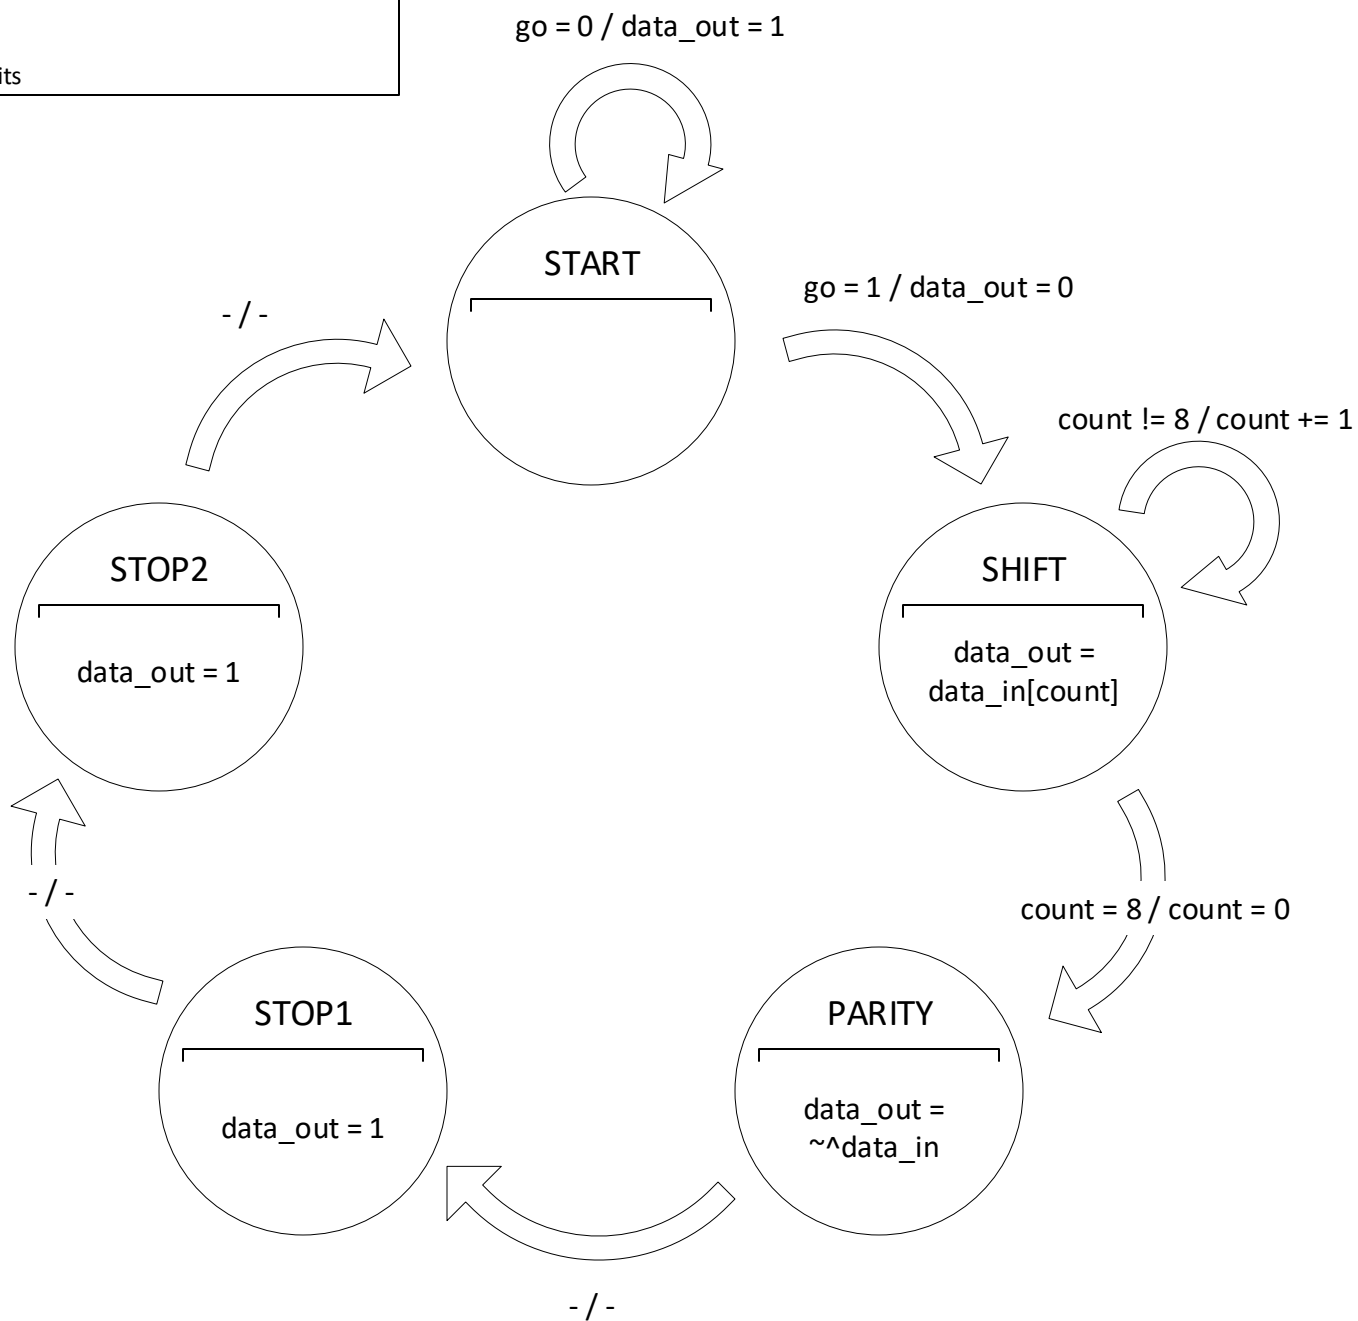 its
go = 0 / data_out = 1
START
go = 1 / data_out = 0
- / -
count != 8 / count += 1
STOP2
data_out = 1
SHIFT
data_out =
data_in[count]
- / -
count = 8 / count = 0
STOP1
data_out = 1
PARITY
data_out =
~^data_in
- / -